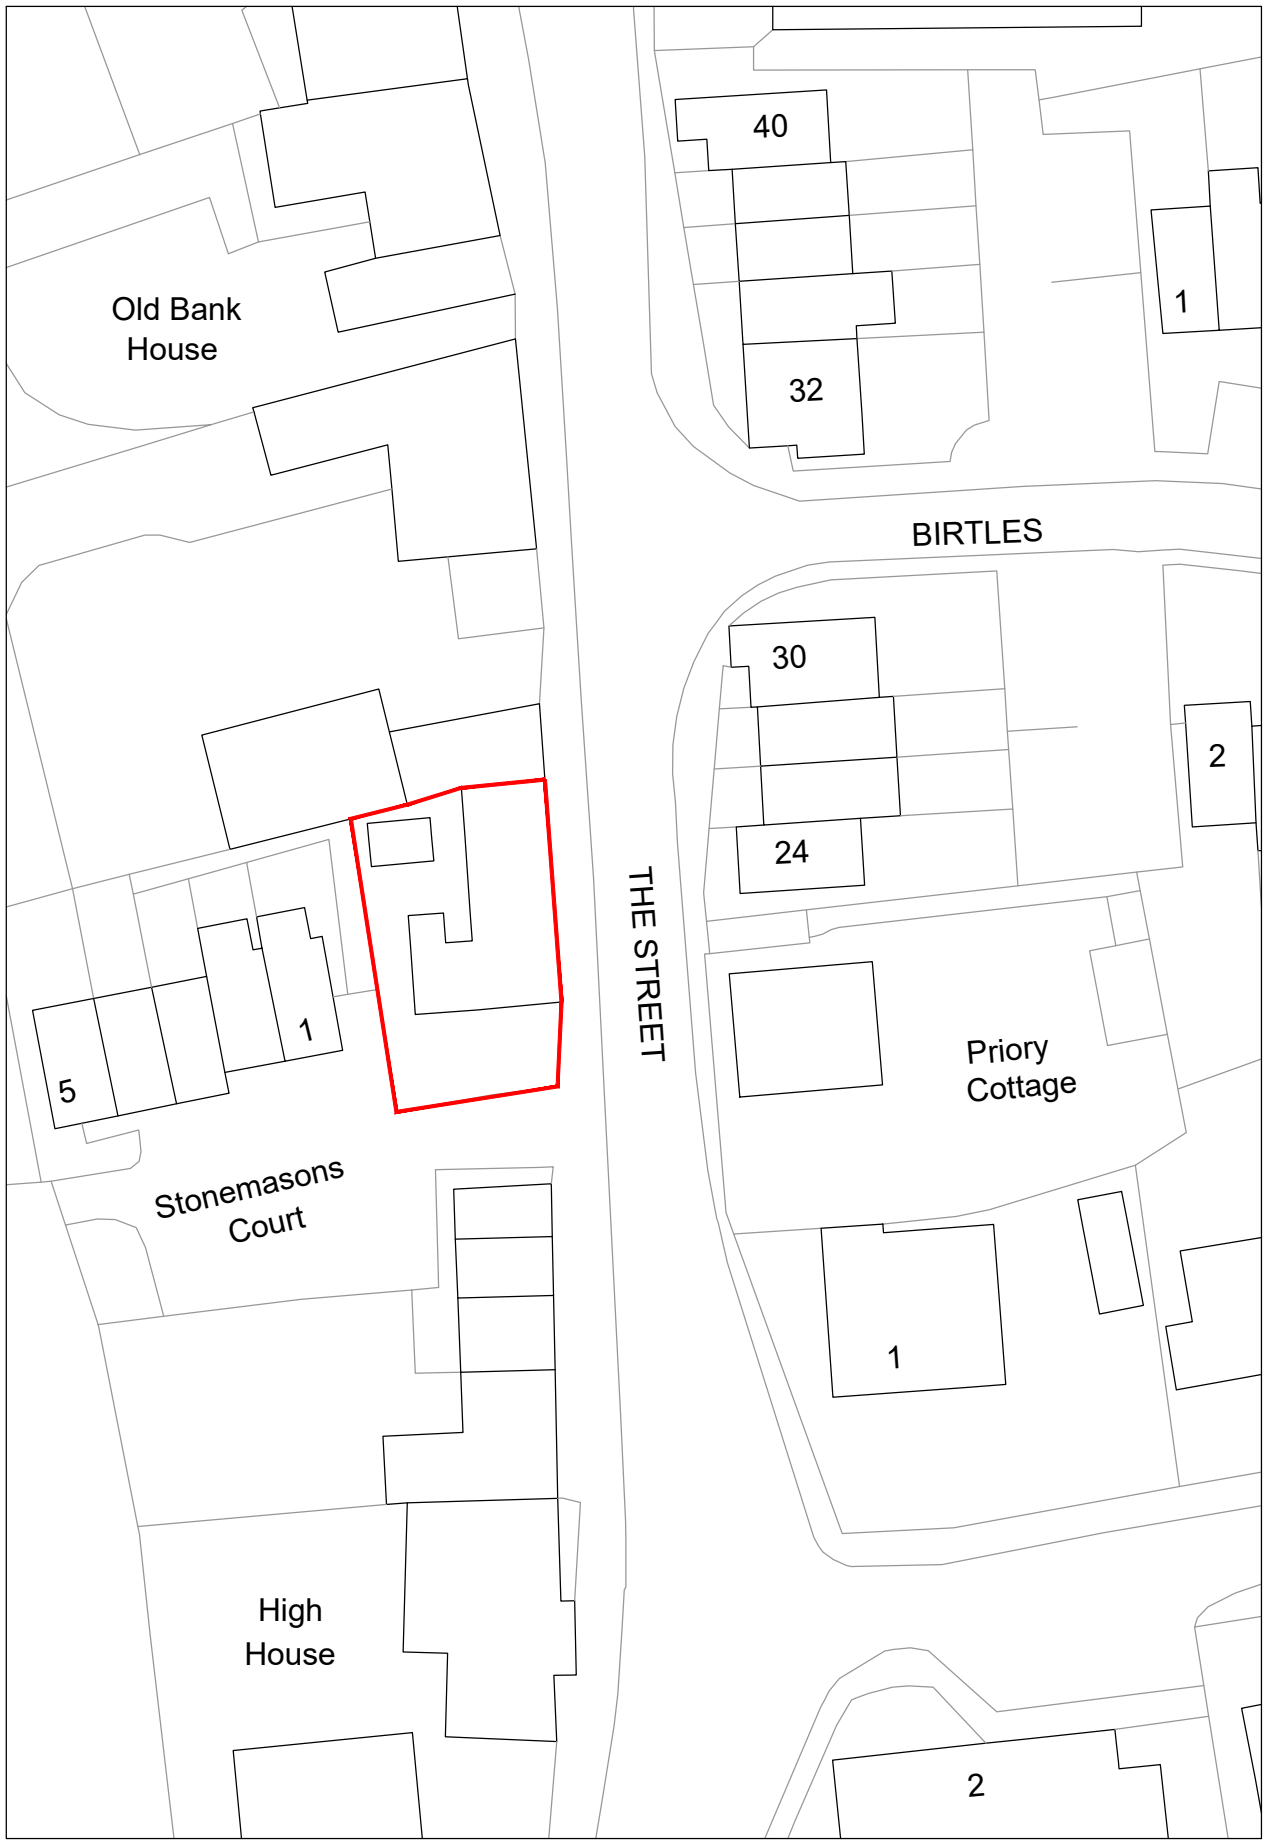 40
Old Bank
House
1
32
BIRTLES
30
2
24
THE STREET
1
5
Priory
Cottage
Stonemasons
Court
1
High
House
2